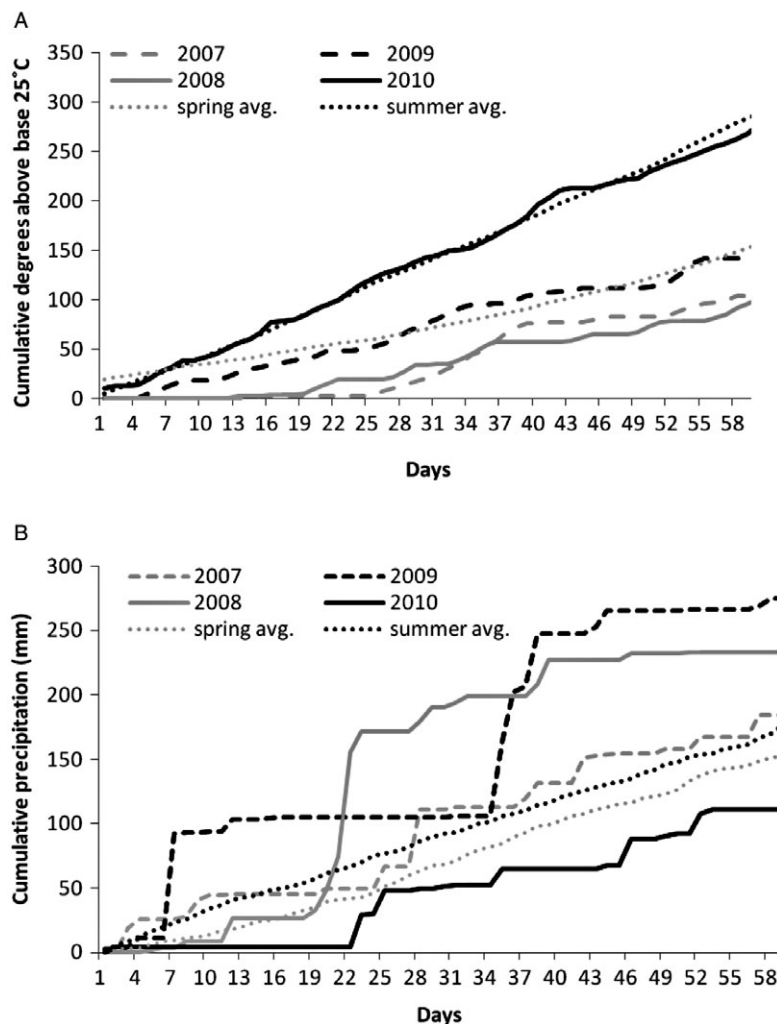 A
350
300
250
200
150
100
50
0
Cumulative degrees above base 25˚C
2007
2009
2008
2010
spring avg.
summer avg.
1 4 7 10 13 16 19 22 25 28 31 34 37 40 43 46 49 52 55 58
Days
B
300
250
200
150
100
50
0
Cumulative precipitation (mm)
2007
2009
2008
2010
spring avg.
summer avg.
1 4 7 10 13 16 19 22 25 28 31 34 37 40 43 46 49 52 55 58
Days